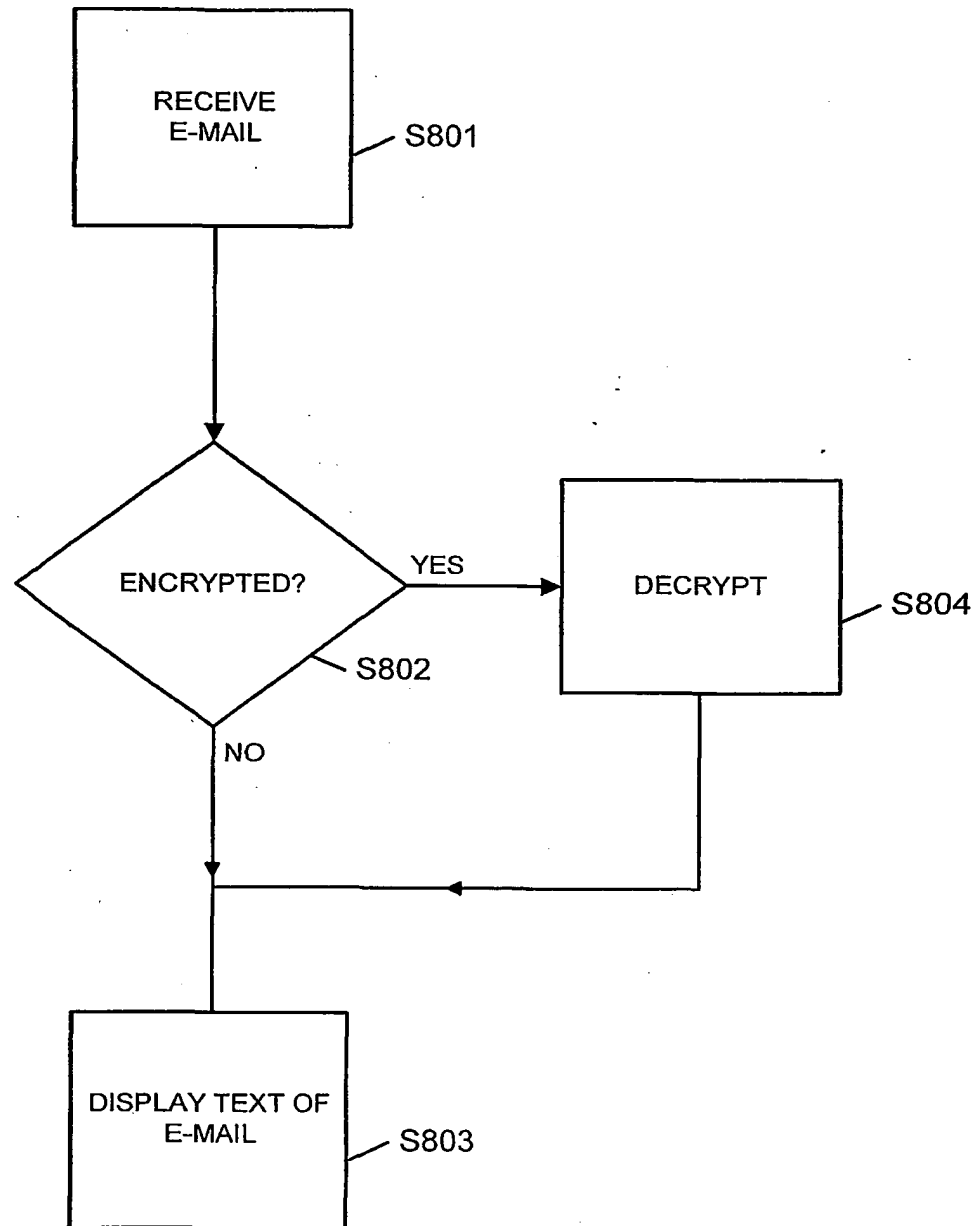 RECEIVE
E-MAIL
S801
ENCRYPTED?
YES
S802
DECRYPT
S804
NO
DISPLAY TEXT OF
E-MAIL
S803